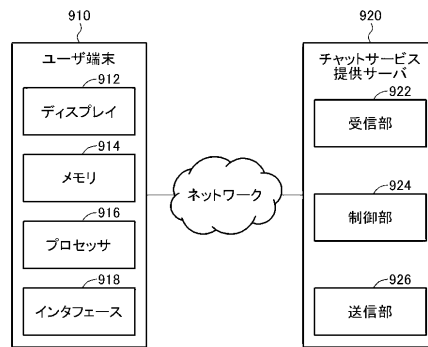 910
ユーザ端末
912
ディスプレイ
914
メモリ
916
プロセッサ
918
インタフェース
ネットワーク
920
チャットサービス
提供サーバ
922
受信部
924
制御部
926
送信部